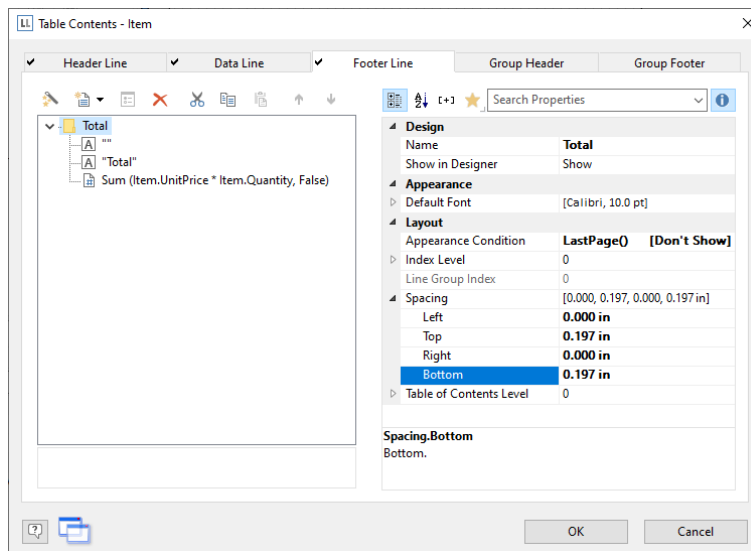 LL Table Contents - Item
Header Line
Data Line
Footer Line
Group Header
Group Footer
Total
A ""
A "Total"
Sum (Item.UnitPrice * Item.Quantity, False)
Search Properties
Design
Name Total
Show in Designer Show
Appearance
Default Font [Calibri, 10.0 pt]
Layout
Appearance Condition LastPage() [Don't Show]
Index Level 0
Line Group Index 0
Spacing [0.000, 0.197, 0.000, 0.197 in]
Left 0.000 in
Top 0.197 in
Right 0.000 in
Bottom 0.197 in
Table of Contents Level 0
Spacing.Bottom
Bottom.
OK
Cancel